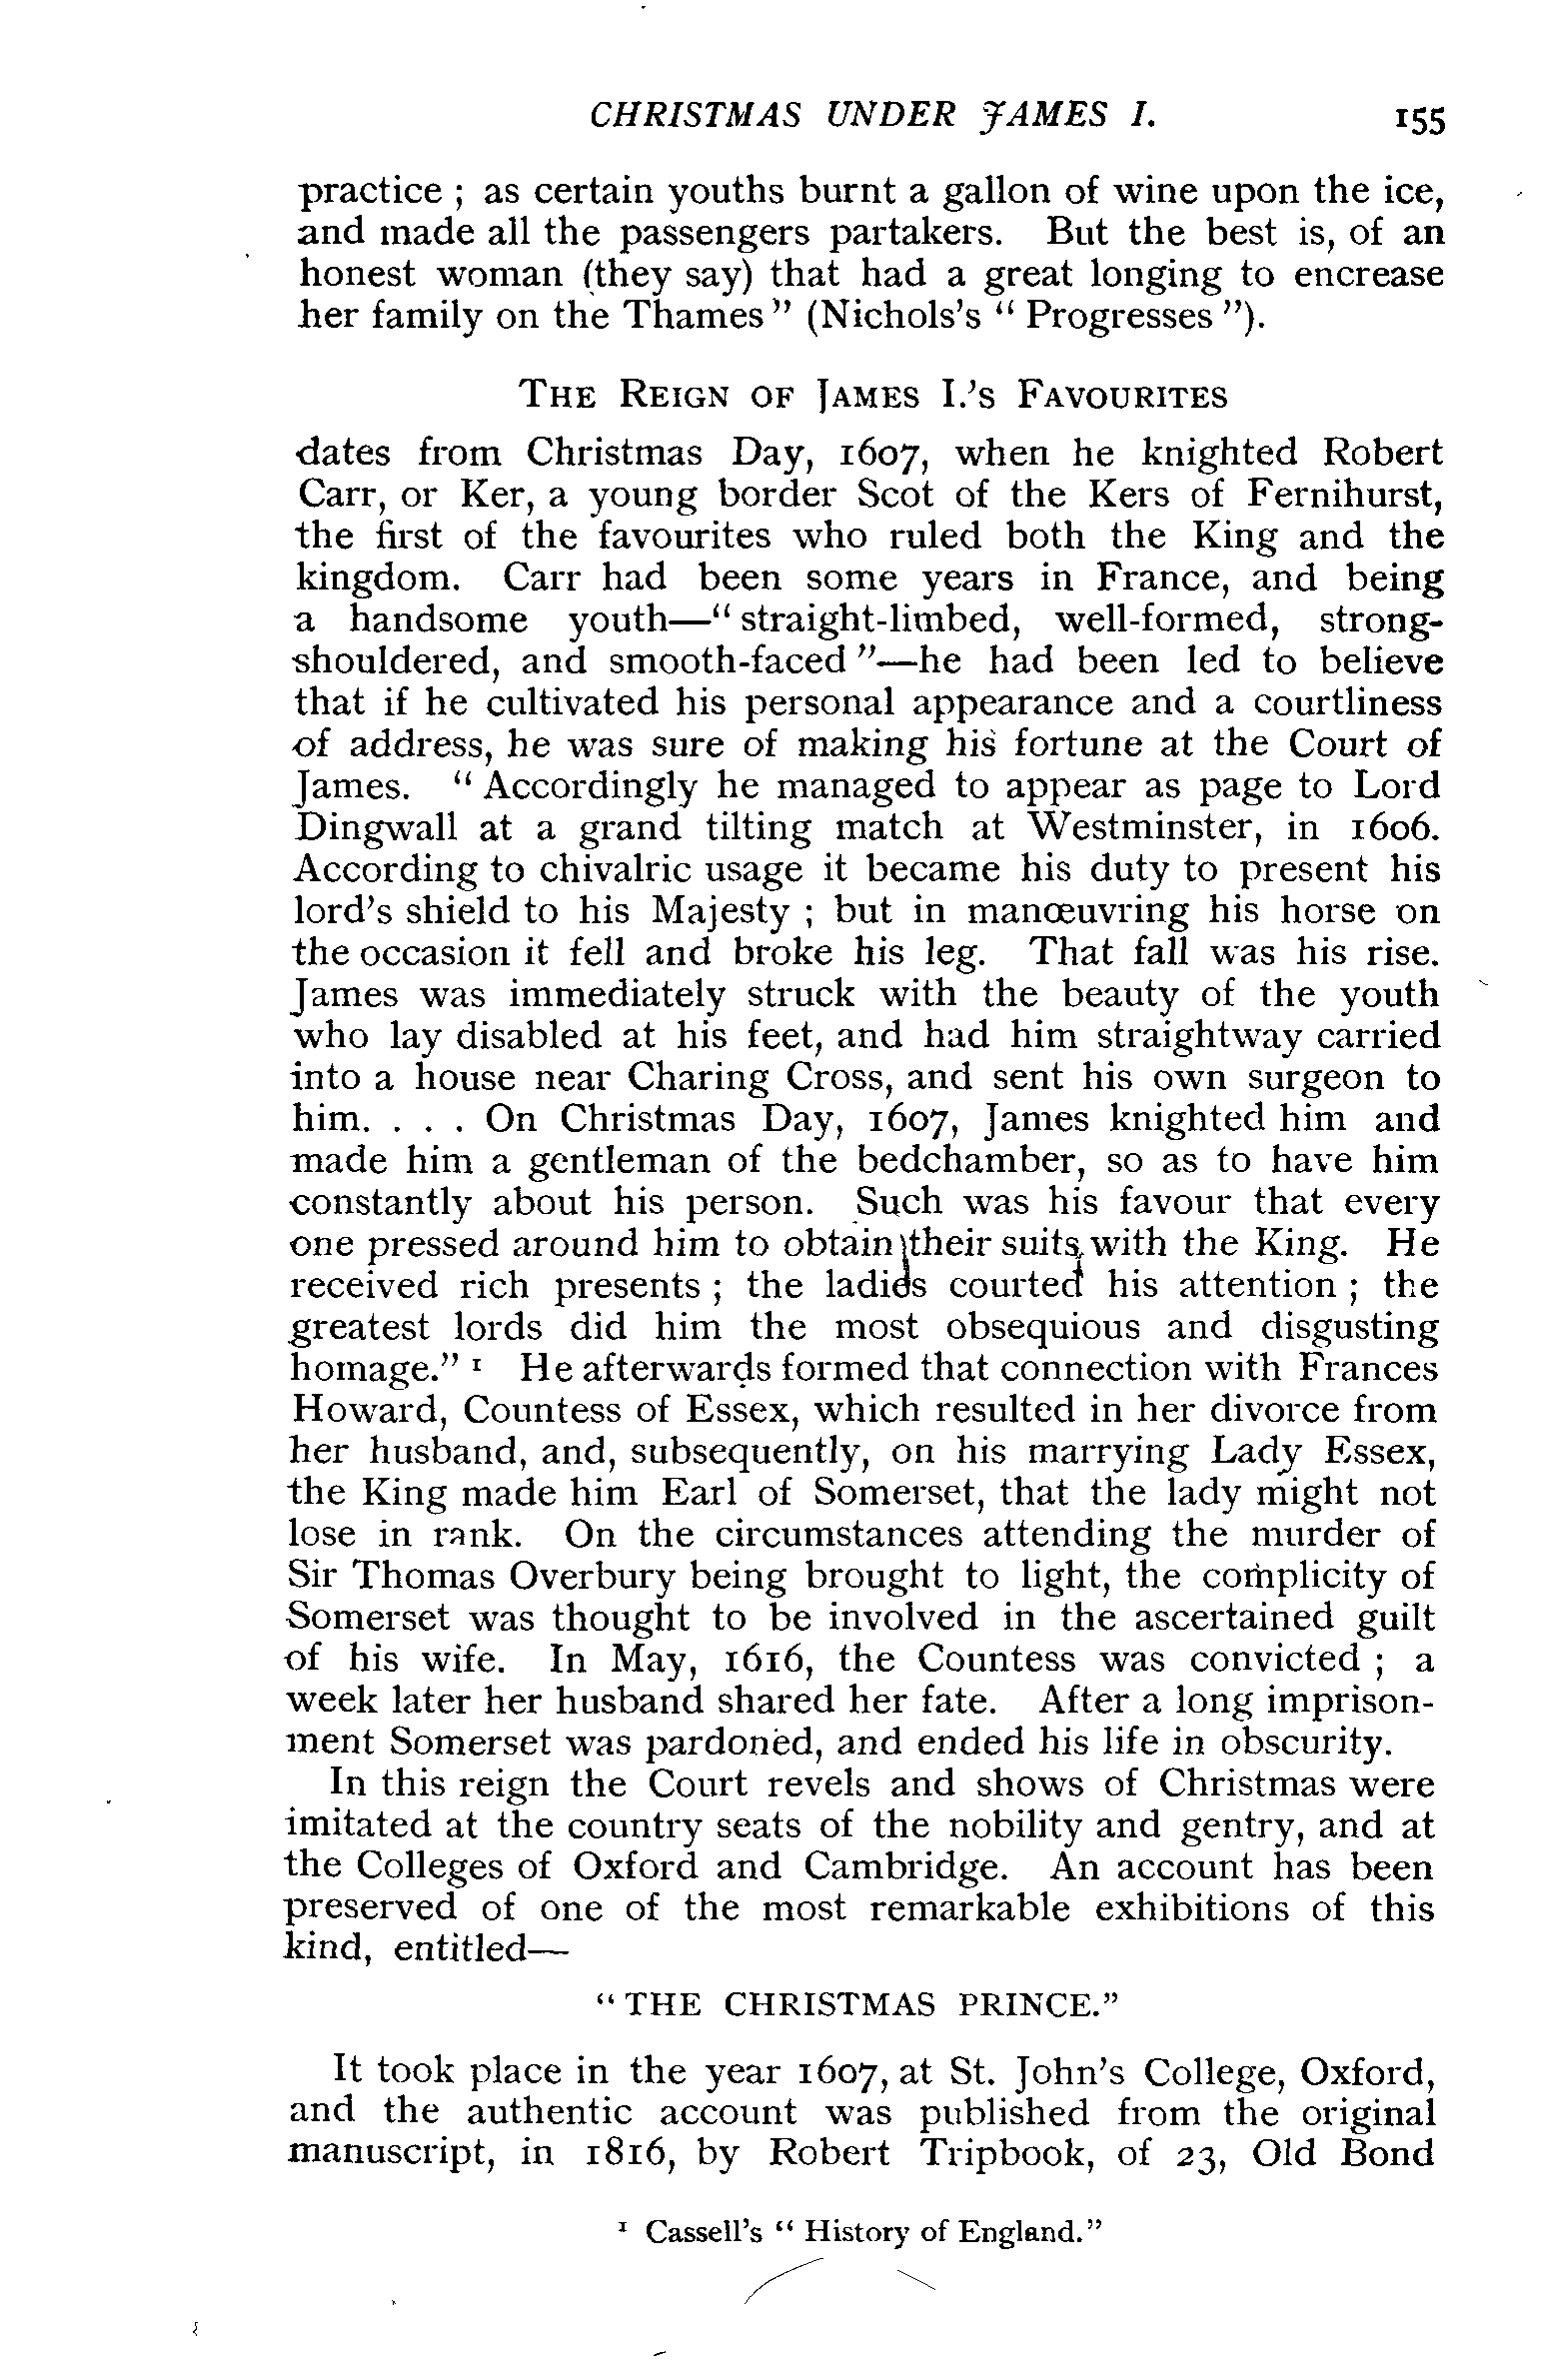 CHRISTMAS UNDER JAMES I. 155
practice ; as certain youths burnt a gallon of wine upon the ice,
and made all the passengers partakers. But the best is, of an
honest woman (they say) that had a great longing to encrease
her family on the Thames" (Nichols's "Progresses").
THE REIGN OF JAMES I.'S FAVOURITES
dates from Christmas Day, 1607, when he knighted Robert
Carr, or Ker, a young border Scot of the Kers of Fernihurst,
the first of the favourites who ruled both the King and the
kingdom. Carr had been some years in France, and being
a handsome youth—"straight-limbed, well-formed, strong-
shouldered, and smooth-faced"—he had been led to believe
that if he cultivated his personal appearance and a courtliness
of address, he was sure of making his fortune at the Court of
James. "Accordingly he managed to appear as page to Lord
Dingwall at a grand tilting match at Westminster, in 1606.
According to chivalric usage it became his duty to present his
lord's shield to his Majesty ; but in manœuvring his horse on
the occasion it fell and broke his leg. That fall was his rise.
James was immediately struck with the beauty of the youth
who lay disabled at his feet, and had him straightway carried
into a house near Charing Cross, and sent his own surgeon to
him. . . . On Christmas Day, 1607, James knighted him and
made him a gentleman of the bedchamber, so as to have him
constantly about his person. Such was his favour that every
one pressed around him to obtain their suits with the King. He
received rich presents ; the ladies courted his attention ; the
greatest lords did him the most obsequious and disgusting
homage." 1 He afterwards formed that connection with Frances
Howard, Countess of Essex, which resulted in her divorce from
her husband, and, subsequently, on his marrying Lady Essex,
the King made him Earl of Somerset, that the lady might not
lose in rank. On the circumstances attending the murder of
Sir Thomas Overbury being brought to light, the complicity of
Somerset was thought to be involved in the ascertained guilt
of his wife. In May, 1616, the Countess was convicted ; a
week later her husband shared her fate. After a long imprison-
ment Somerset was pardoned, and ended his life in obscurity.
In this reign the Court revels and shows of Christmas were
imitated at the country seats of the nobility and gentry, and at
the Colleges of Oxford and Cambridge. An account has been
preserved of one of the most remarkable exhibitions of this
kind, entitled—
"THE CHRISTMAS PRINCE."
It took place in the year 1607, at St. John's College, Oxford,
and the authentic account was published from the original
manuscript, in 1816, by Robert Tripbook, of 23, Old Bond
1 Cassell's "History of England."